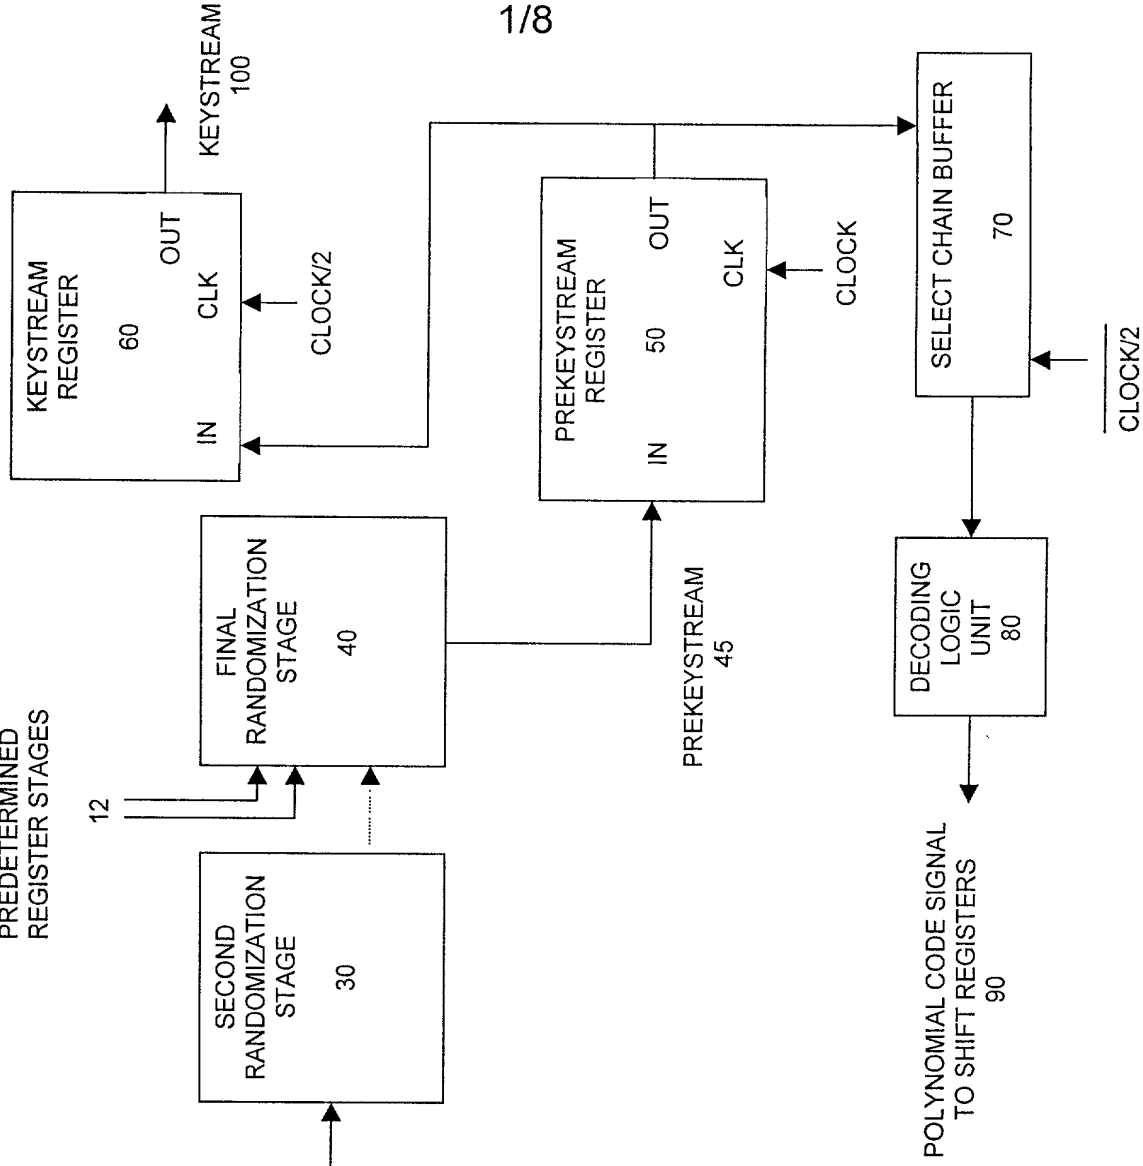 1/8
PREDETERMINED
REGISTER STAGES
12
SECOND
RANDOMIZATION
STAGE
30
FINAL
RANDOMIZATION
STAGE
40
PREKEYSTREAM
45
KEYSTREAM
REGISTER
60
IN
CLK
OUT
CLOCK/2
KEYSTREAM
100
PREKEYSTREAM
REGISTER
50
IN
OUT
CLK
CLOCK
SELECT CHAIN BUFFER
70
CLOCK/2
DECODING
LOGIC
UNIT
80
POLYNOMIAL CODE SIGNAL
TO SHIFT REGISTERS
90